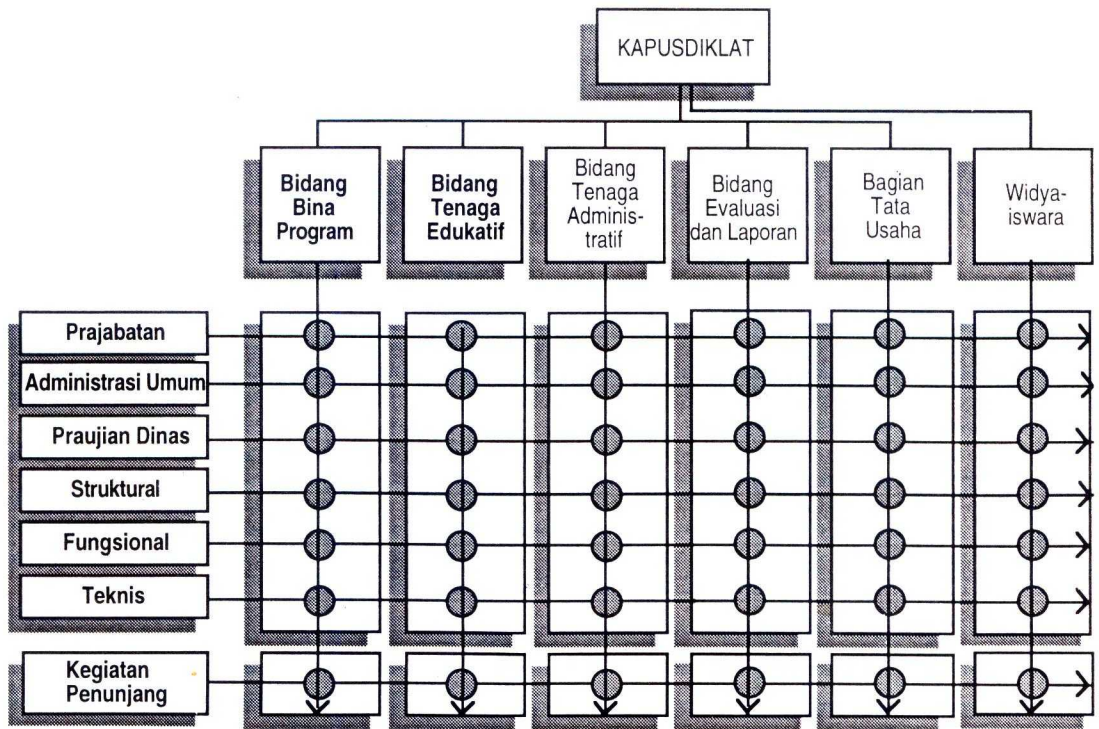 KAPUSDIKLAT
Bidang
Bina
Program
Bidang
Tenaga
Edukatif
Bidang
Tenaga
Adminis-
tratif
Bidang
Evaluasi
dan Laporan
Bagian
Tata
Usaha
Widya-
iswara
Prajabatan
Administrasi Umum
Praujian Dinas
Struktural
Fungsional
Teknis
Kegiatan
Penunjang